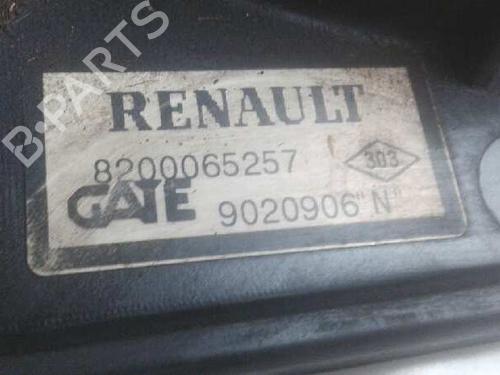 B-PARTS
RENAULT
8200065257
303
GATE
9020906"N"